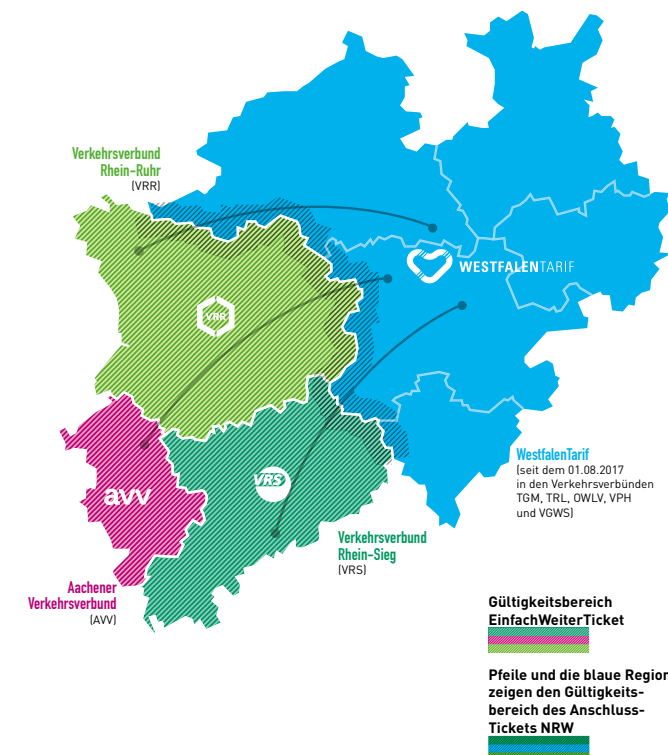 Verkehrsverbund
Rhein-Ruhr
(VRR)
WESTFALENTARIF
VRR
WestfalenTarif
(seit dem 01.08.2017
in den Verkehrsverbünden
TGM, TRL, OWLV, VPH
und VGWS)
VRS
avv
Verkehrsverbund
Rhein-Sieg
(VRS)
Aachener
Verkehrsverbund
(AVV)
Gültigkeitsbereich
EinfachWeiterTicket
Pfeile und die blaue Region
zeigen den Gültigkeits-
bereich des Anschluss-
Tickets NRW